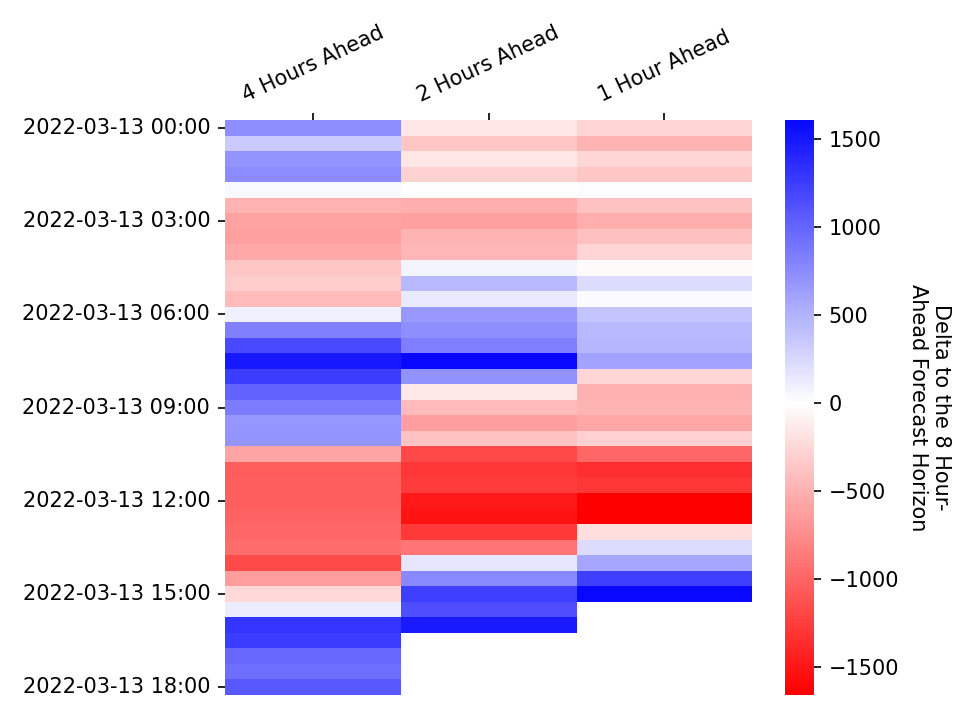 4 Hours Ahead
2 Hours Ahead
1 Hour Ahead
2022-03-13 00:00
2022-03-13 03:00
2022-03-13 06:00
2022-03-13 09:00
2022-03-13 12:00
2022-03-13 15:00
2022-03-13 18:00
1500
1000
500
0
−500
−1000
−1500
Delta to the 8 Hour-
Ahead Forecast Horizon